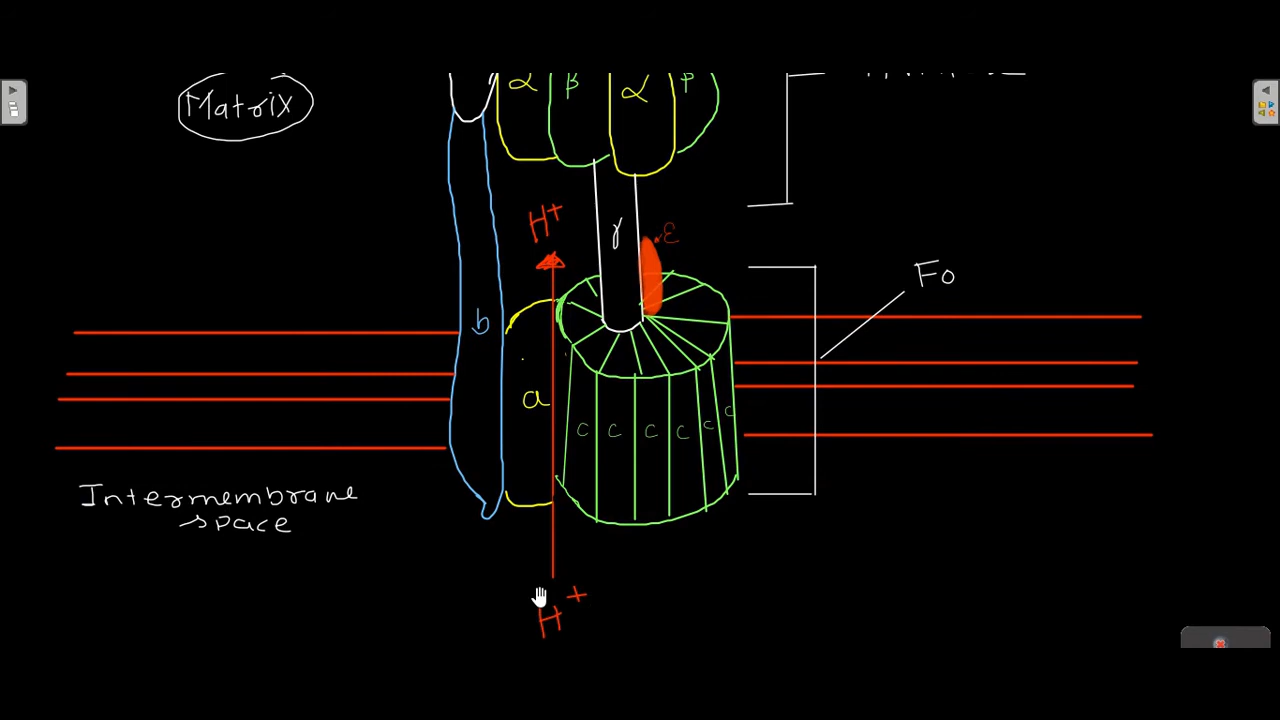 α β α β
Matrix
H+
γ
ε
Fo
b
a
c c c c c c
Intermembrane
space
H+